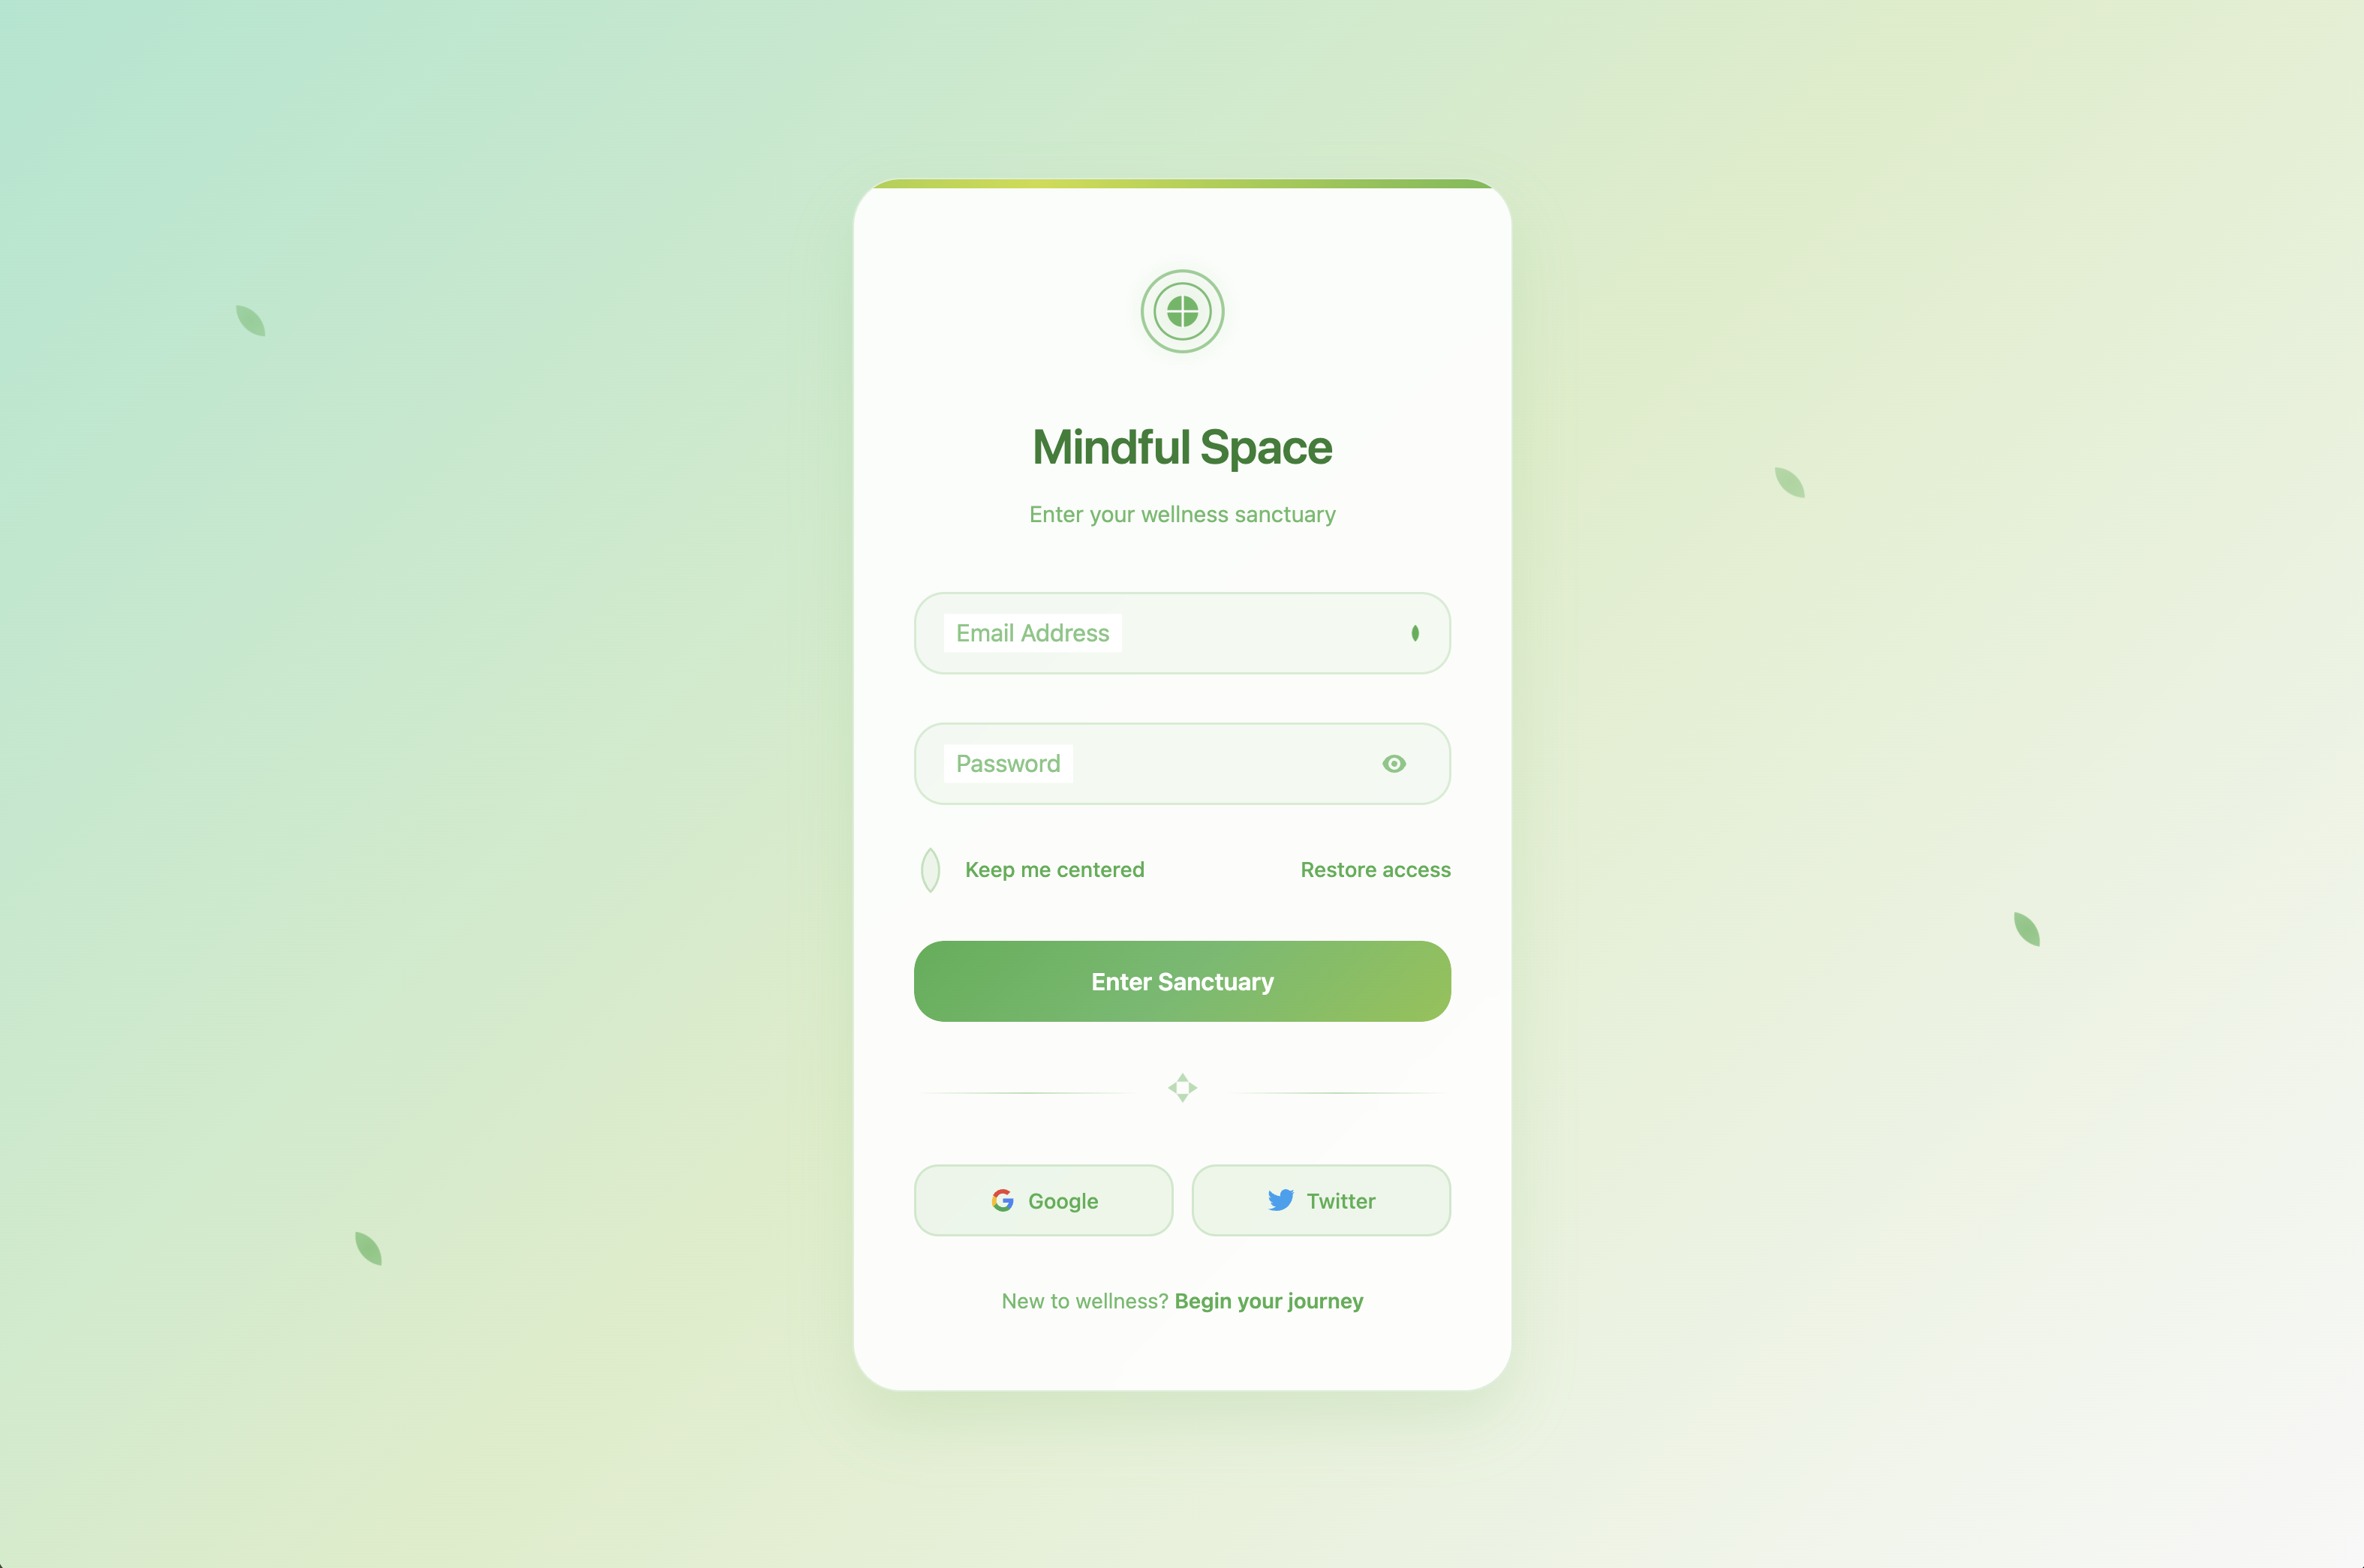 Mindful Space
Enter your wellness sanctuary
Email Address
Password
Keep me centered
Restore access
Enter Sanctuary
Google
Twitter
New to wellness? Begin your journey